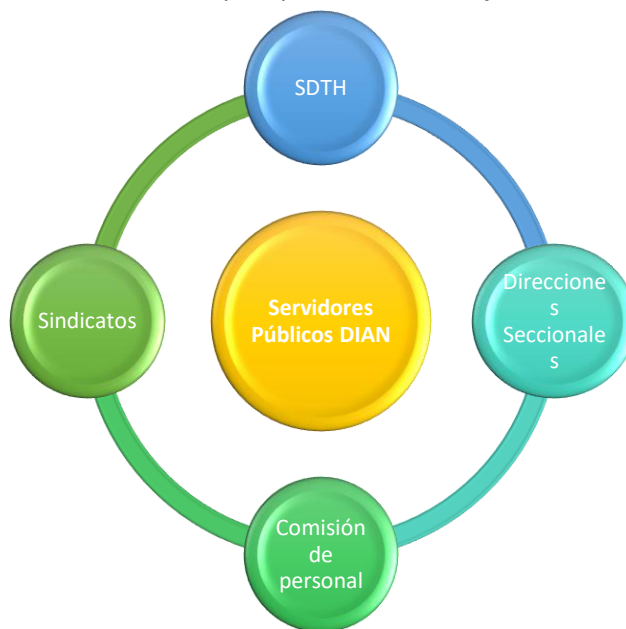 SDTH
Direccione
s
Seccionale
s
Sindicatos
Servidores
Públicos DIAN
Comisión
de
personal